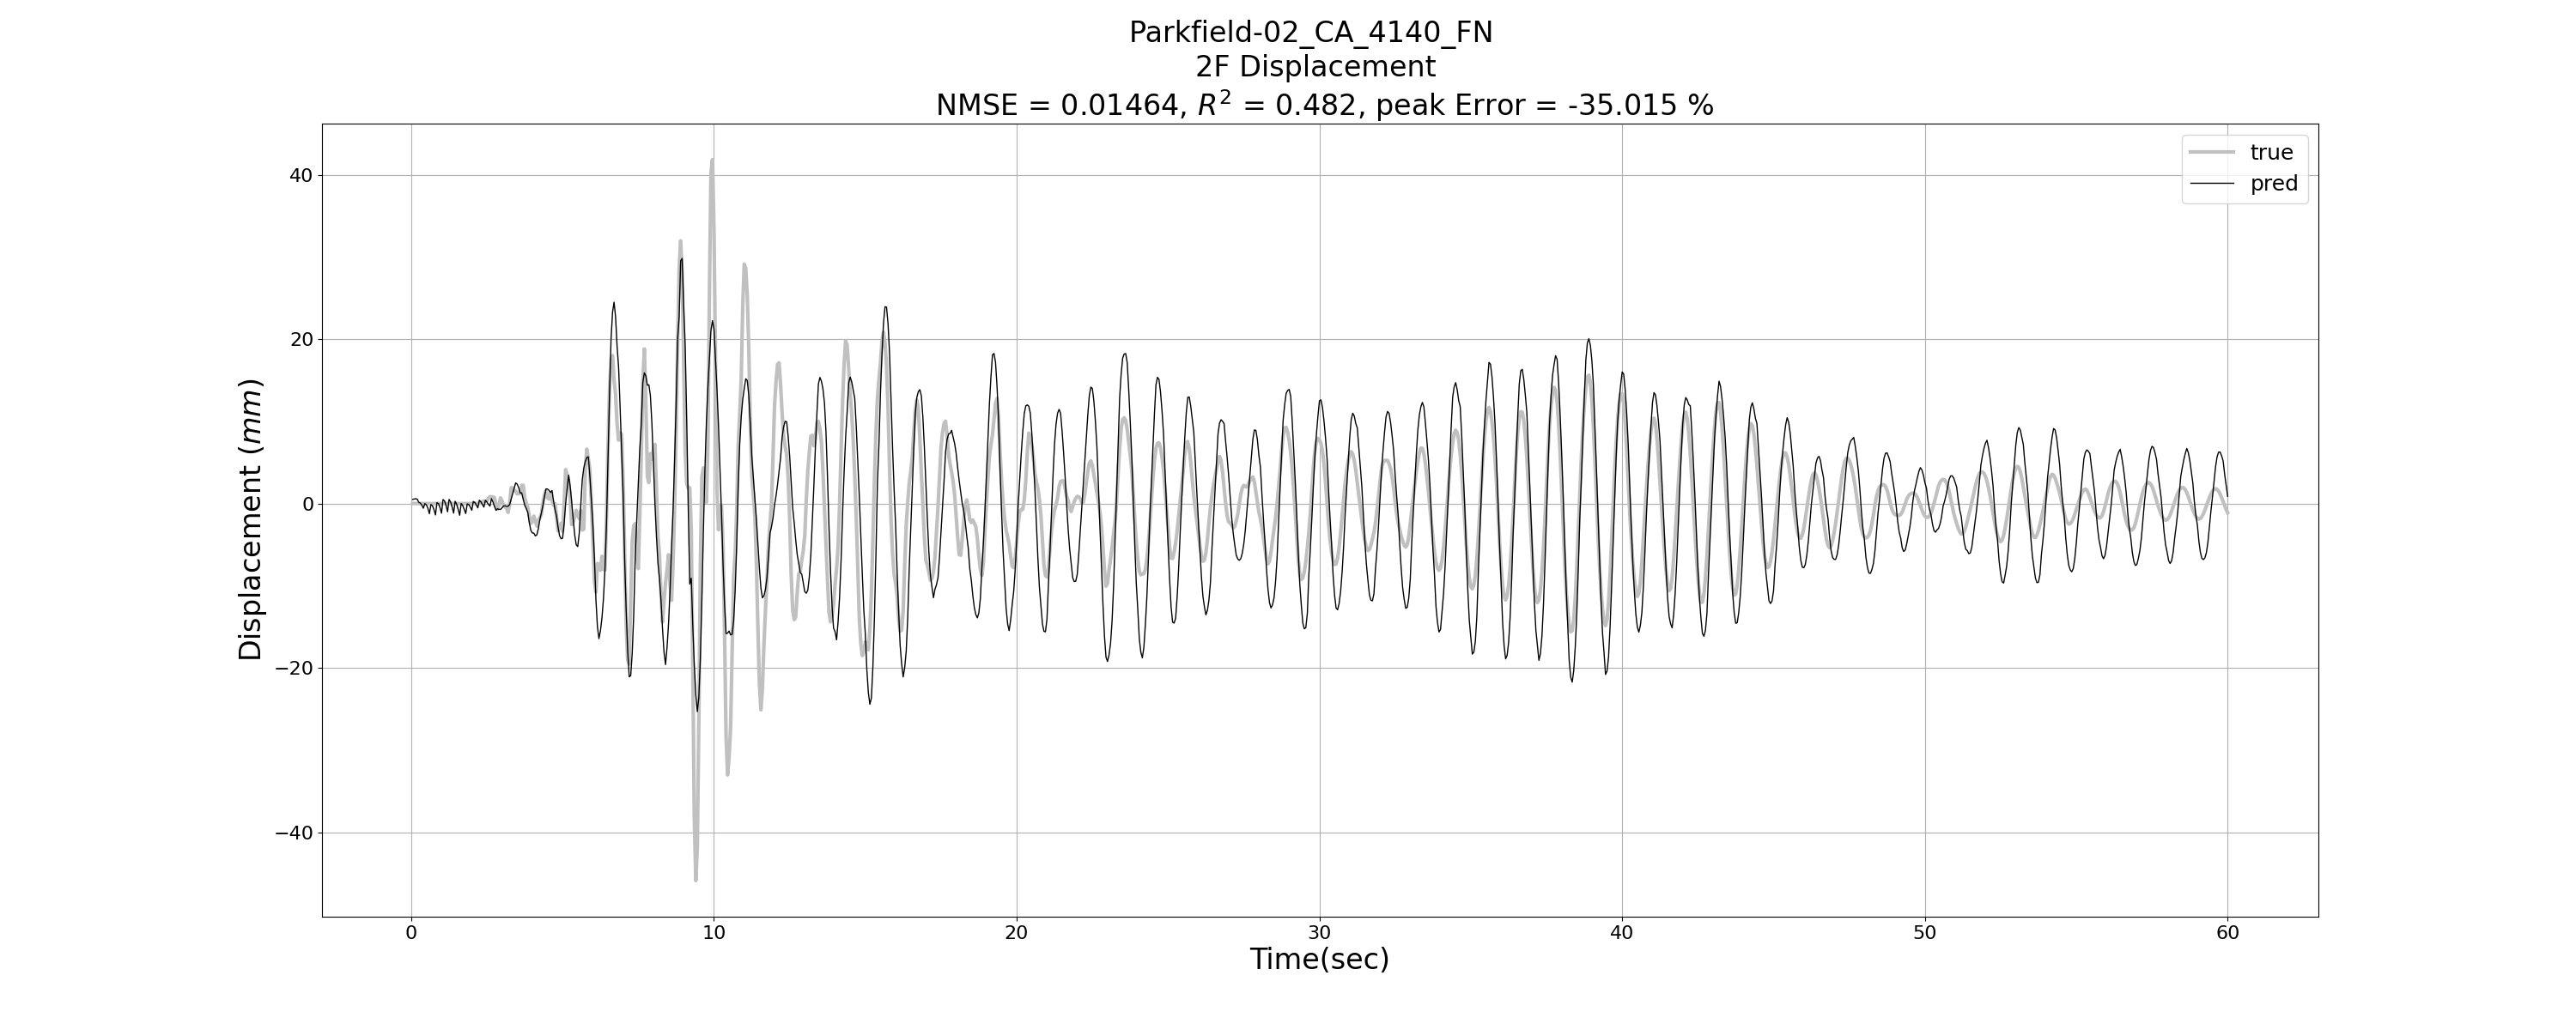 Parkfield-02_CA_4140_FN
2F Displacement
NMSE = 0.01464, R² = 0.482, peak Error = -35.015 %
true
pred
Displacement (mm)
40
20
0
−20
−40
0 10 20 30 40 50 60
Time(sec)